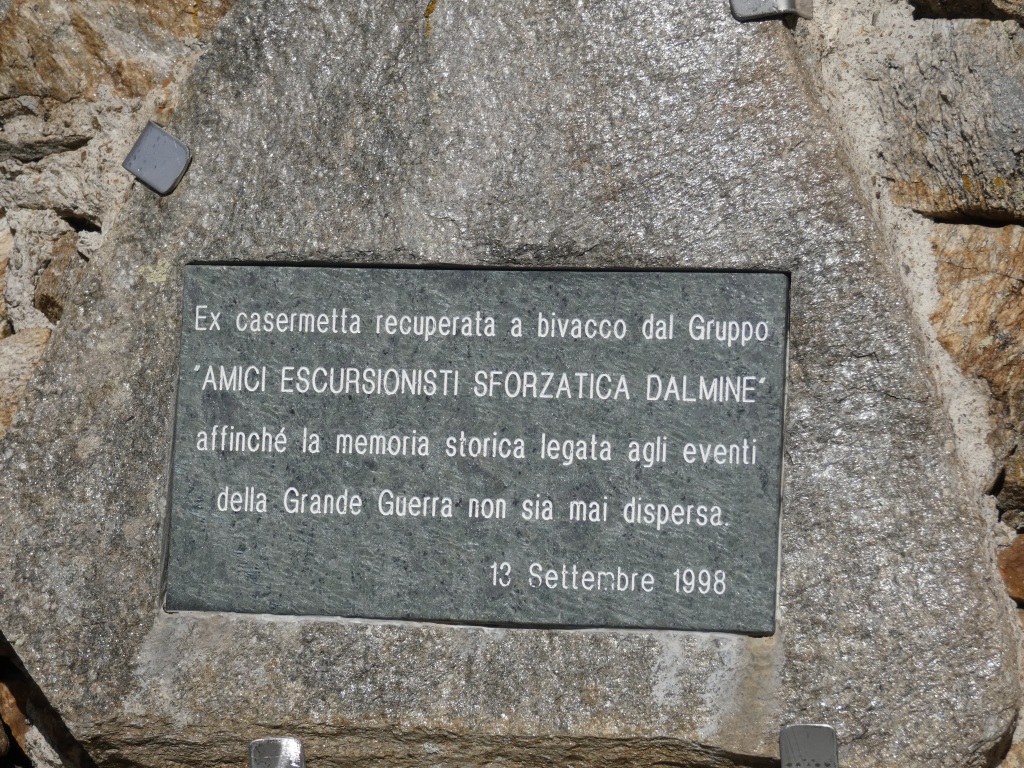 Ex casermetta recuperata a bivacco dal Gruppo
"AMICI ESCURSIONISTI SFORZATICA DALMINE"
affinché la memoria storica legata agli eventi
della Grande Guerra non sia mai dispersa.
13 Settembre 1998